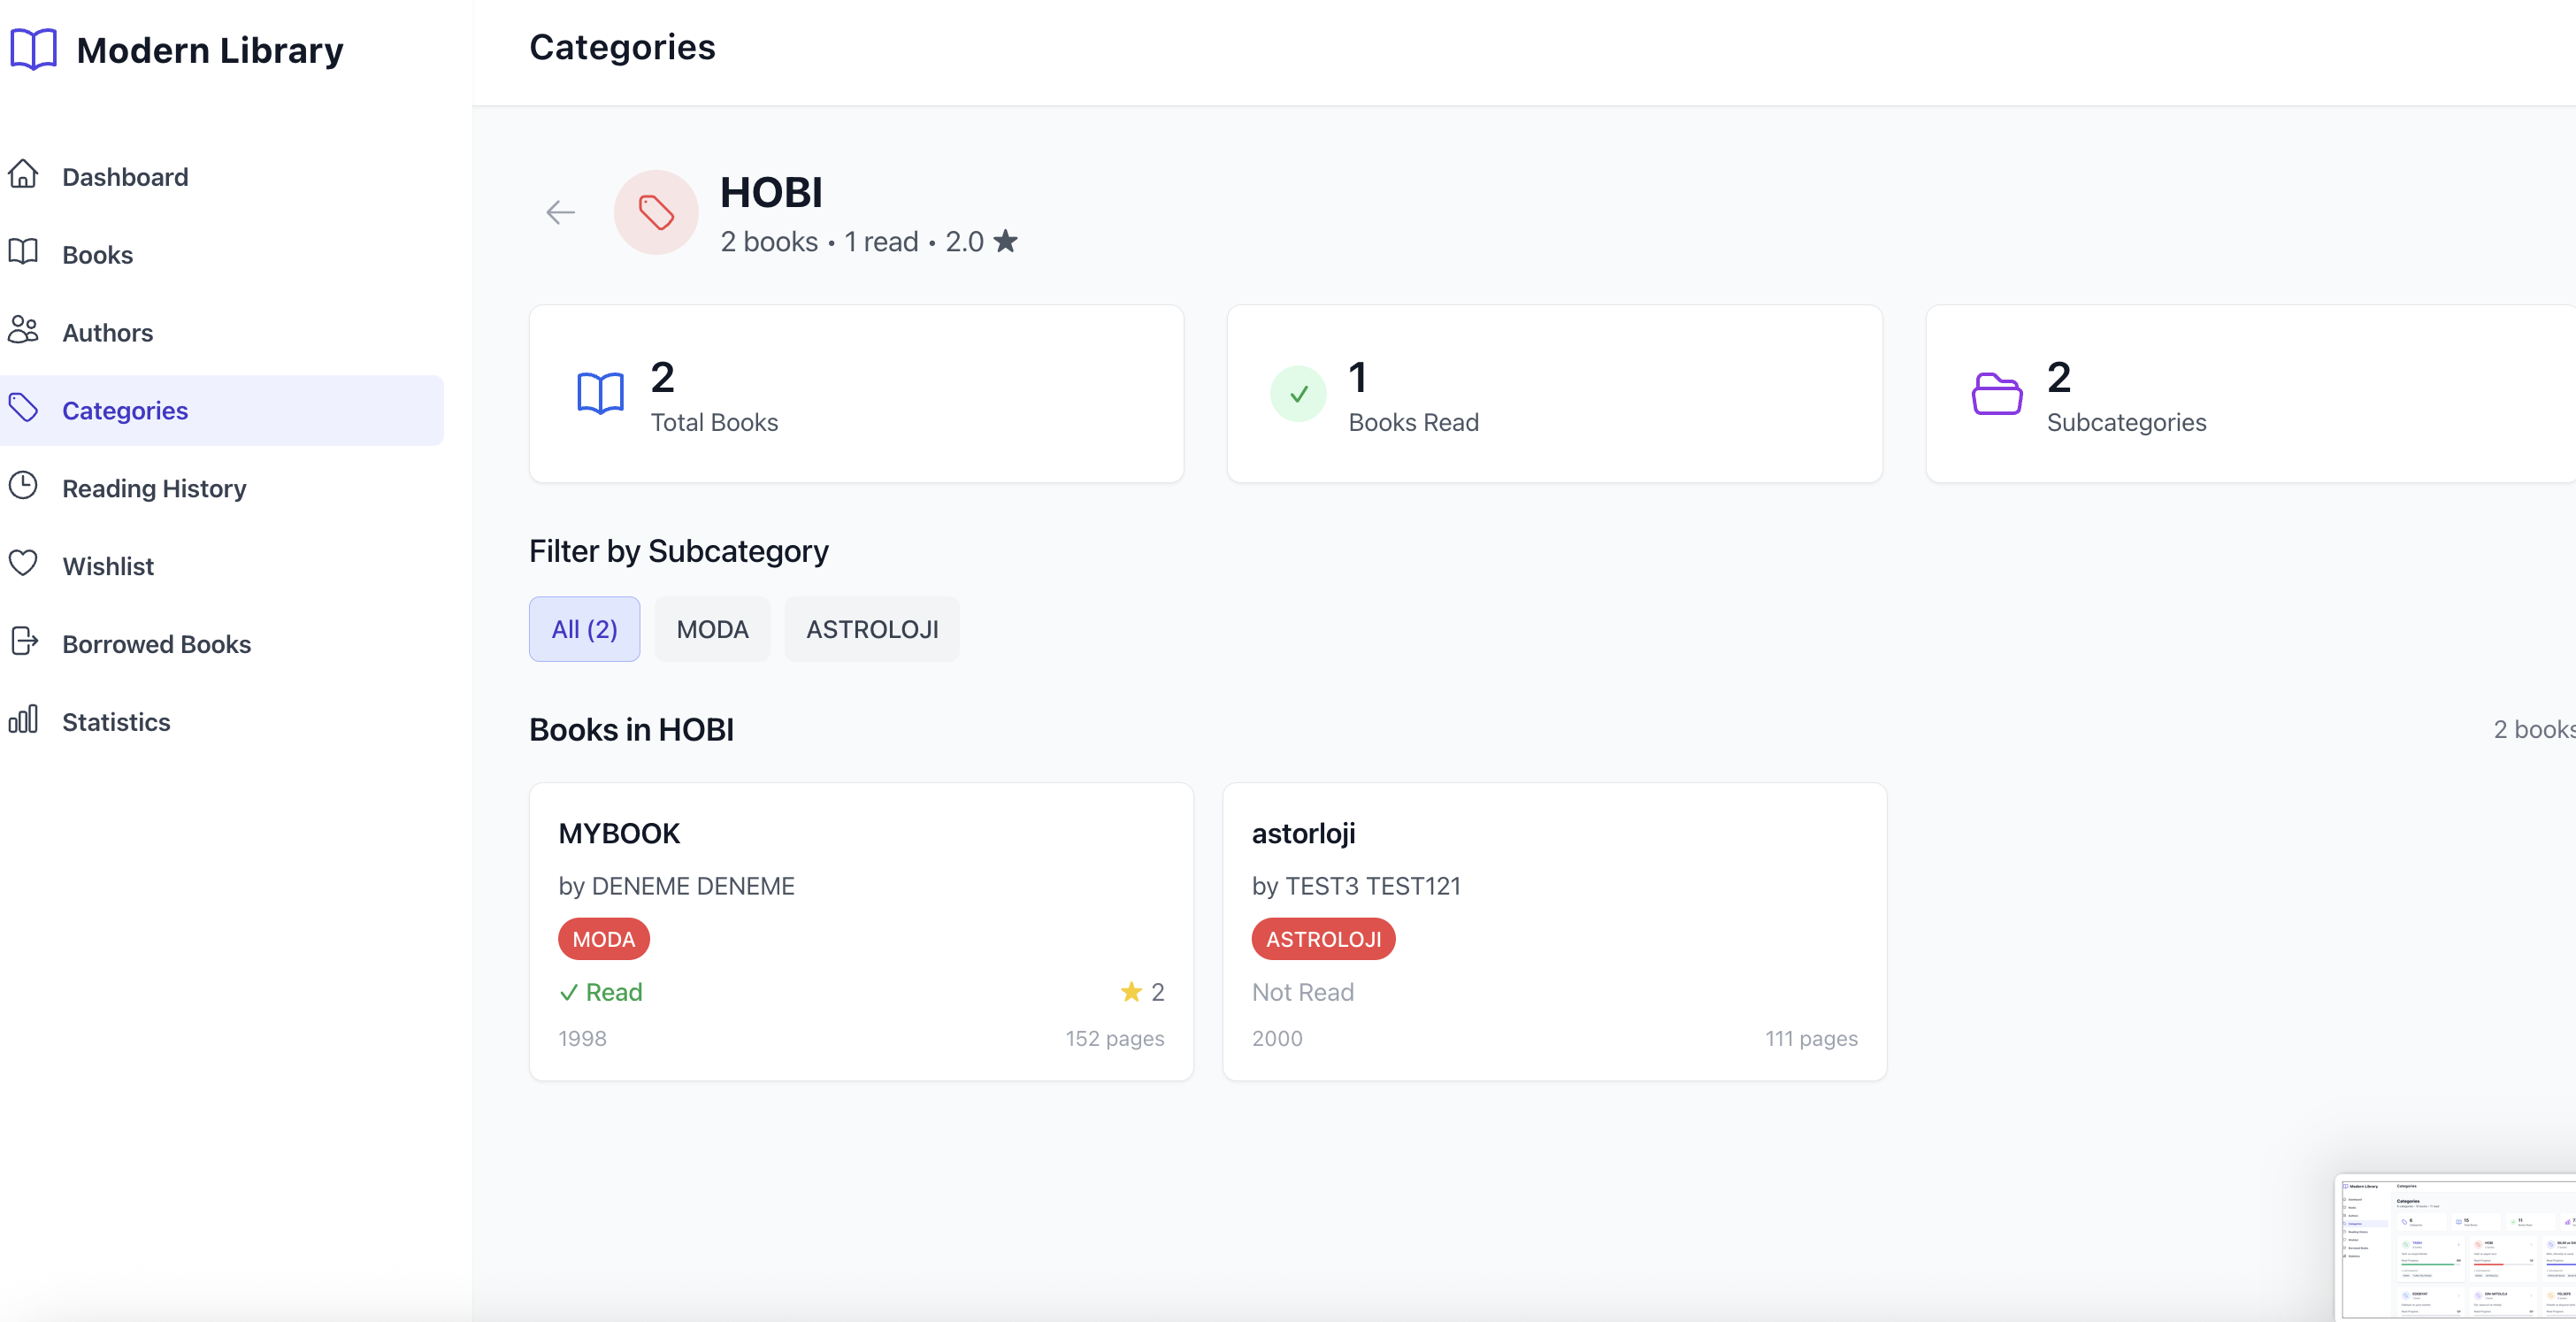 Modern Library
Dashboard
Books
Authors
Categories
Reading History
Wishlist
Borrowed Books
Statistics
Categories
HOBI
2 books • 1 read • 2.0 ★
2
Total Books
1
Books Read
2
Subcategories
Filter by Subcategory
All (2)
MODA
ASTROLOJI
Books in HOBI
2 books
MYBOOK
by DENEME DENEME
MODA
✓ Read
★ 2
1998
152 pages
astorloji
by TEST3 TEST121
ASTROLOJI
Not Read
2000
111 pages